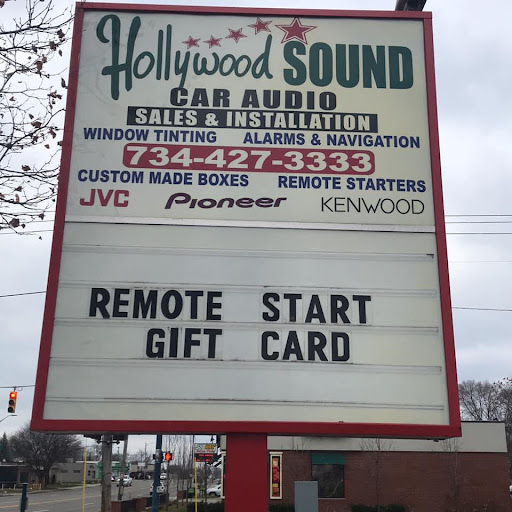 Hollywood SOUND
CAR AUDIO
SALES & INSTALLATION
WINDOW TINTING ALARMS & NAVIGATION
734-427-3333
CUSTOM MADE BOXES REMOTE STARTERS
JVC PIONEER KENWOOD
REMOTE START
GIFT CARD